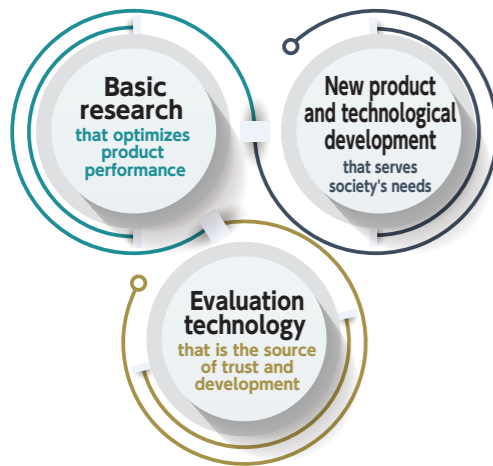 Basic
research
that optimizes
product
performance
New product
and technological
development
that serves
society's needs
Evaluation
technology
that is the source
of trust and
development